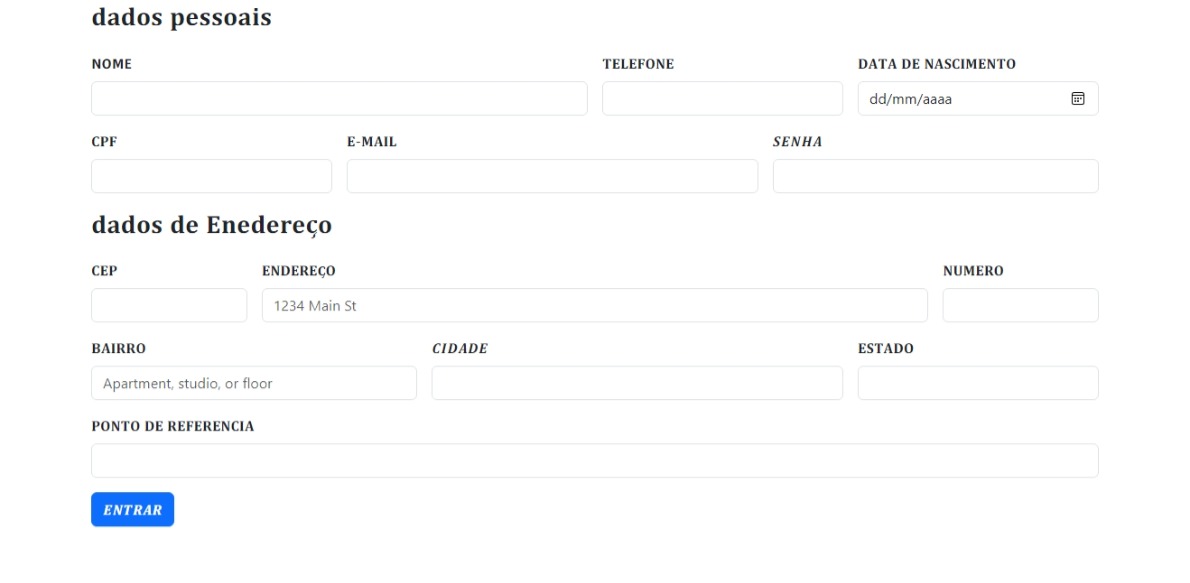 dados pessoais
NOME TELEFONE DATA DE NASCIMENTO
dd/mm/aaaa
CPF E-MAIL SENHA
dados de Enedereço
CEP ENDEREÇO NUMERO
1234 Main St
BAIRRO CIDADE ESTADO
Apartment, studio, or floor
PONTO DE REFERENCIA
ENTRAR